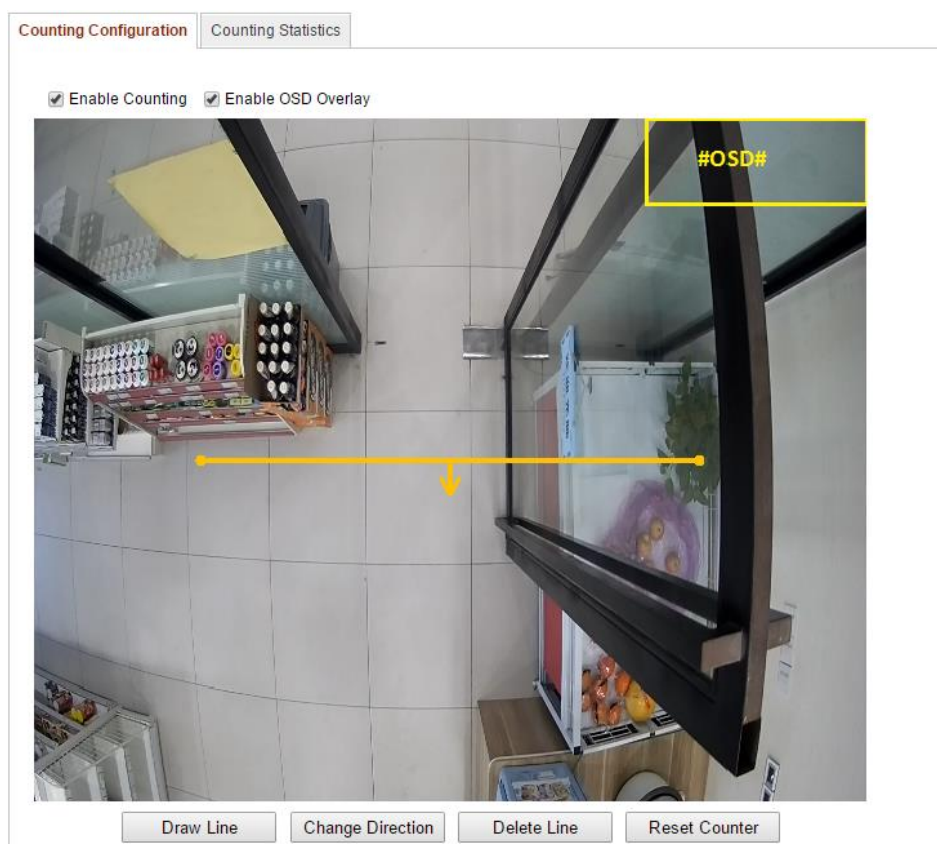 Counting Configuration
Counting Statistics
Enable Counting
Enable OSD Overlay
#OSD#
Draw Line
Change Direction
Delete Line
Reset Counter